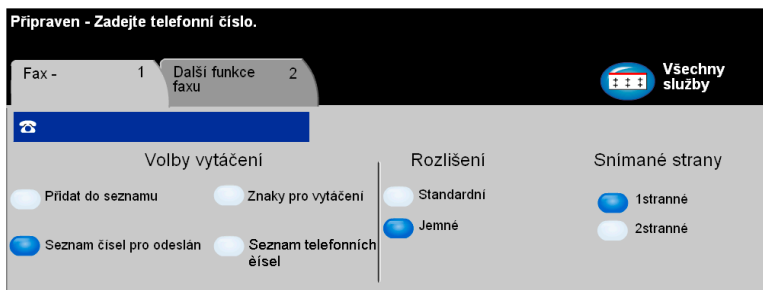 Připraven - Zadejte telefonní číslo.
Fax - 1
Další funkce 2
faxu
Všechny
služby
Volby vytáčení
Rozlišení
Snímané strany
Přidat do seznamu
Znaky pro vytáčení
Standardní
1stranné
Jemné
2stranné
Seznam čísel pro odeslán
Seznam telefonních
èísel